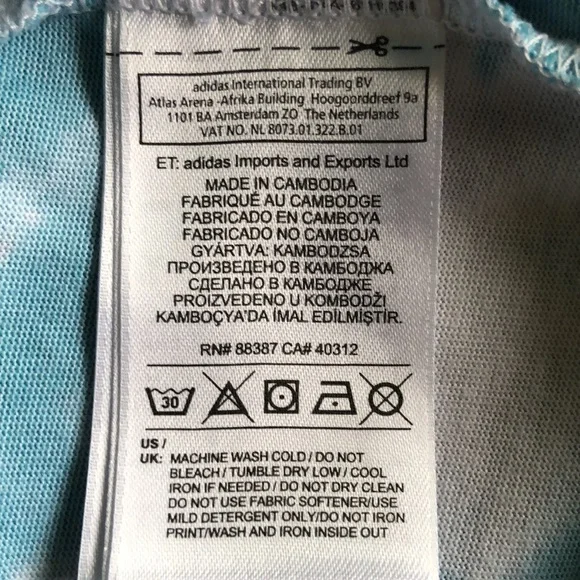 adidas International Trading BV
Atlas Arena -Afrika Building Hoogoorddreef 9a
1101 BA Amsterdam ZO The Netherlands
VAT NO. NL 8073.01.322.B.01
ET: adidas Imports and Exports Ltd
MADE IN CAMBODIA
FABRIQUÉ AU CAMBODGE
FABRICADO EN CAMBOYA
FABRICADO NO CAMBOJA
GYÁRTVA: KAMBODZSA
ПРОИЗВЕДЕНО В КАМБОДЖА
СДЕЛАНО В КАМБОДЖЕ
PROIZVEDENO U KOMBODŽI
KAMBOÇYA'DA İMAL EDİLMİŞTİR.
RN# 88387 CA# 40312
30
US /
UK: MACHINE WASH COLD / DO NOT
BLEACH / TUMBLE DRY LOW / COOL
IRON IF NEEDED / DO NOT DRY CLEAN
DO NOT USE FABRIC SOFTENER/USE
MILD DETERGENT ONLY/DO NOT IRON
PRINT/WASH AND IRON INSIDE OUT